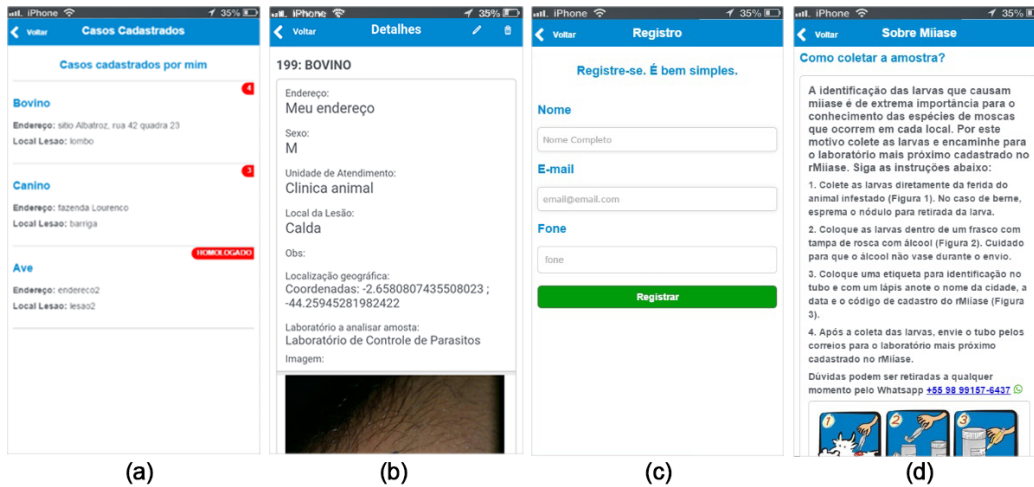 iPhone 35%
Voltar Casos Cadastrados
Casos cadastrados por mim
4
Bovino
Endereço: sitio Albatroz, rua 42 quadra 23
Local Lesao: lombo
3
Canino
Endereço: fazenda Lourenco
Local Lesao: barriga
HOMOLOGADO
Ave
Endereço: endereco2
Local Lesao: lesao2
(a)
iPhone 35%
Voltar Detalhes
199: BOVINO
Endereço:
Meu endereço
Sexo:
M
Unidade de Atendimento:
Clinica animal
Local da Lesão:
Calda
Obs:
Localização geográfica:
Coordenadas: -2.6580807435508023 ;
-44.25945281982422
Laboratório a analisar amosta:
Laboratório de Controle de Parasitos
Imagem:
(b)
iPhone 35%
Voltar Registro
Registre-se. É bem simples.
Nome
Nome Completo
E-mail
email@email.com
Fone
fone
Registrar
(c)
iPhone 35%
Voltar Sobre Miiase
Como coletar a amostra?
A identificação das larvas que causam
miiase é de extrema importância para o
conhecimento das espécies de moscas
que ocorrem em cada local. Por este
motivo colete as larvas e encaminhe para
o laboratório mais próximo cadastrado no
rMiiase. Siga as instruções abaixo:
1. Colete as larvas diretamente da ferida do
animal infestado (Figura 1). No caso de berne,
esprema o nódulo para retirada da larva.
2. Coloque as larvas dentro de um frasco com
tampa de rosca com álcool (Figura 2). Cuidado
para que o álcool não vase durante o envio.
3. Coloque uma etiqueta para identificação no
tubo e com um lápis anote o nome da cidade, a
data e o código de cadastro do rMiiase (Figura
3).
4. Após a coleta das larvas, envie o tubo pelos
correios para o laboratório mais próximo
cadastrado no rMiiase.
Dúvidas podem ser retiradas a qualquer
momento pelo Whatsapp +55 98 99157-6437
1 2 3
(d)